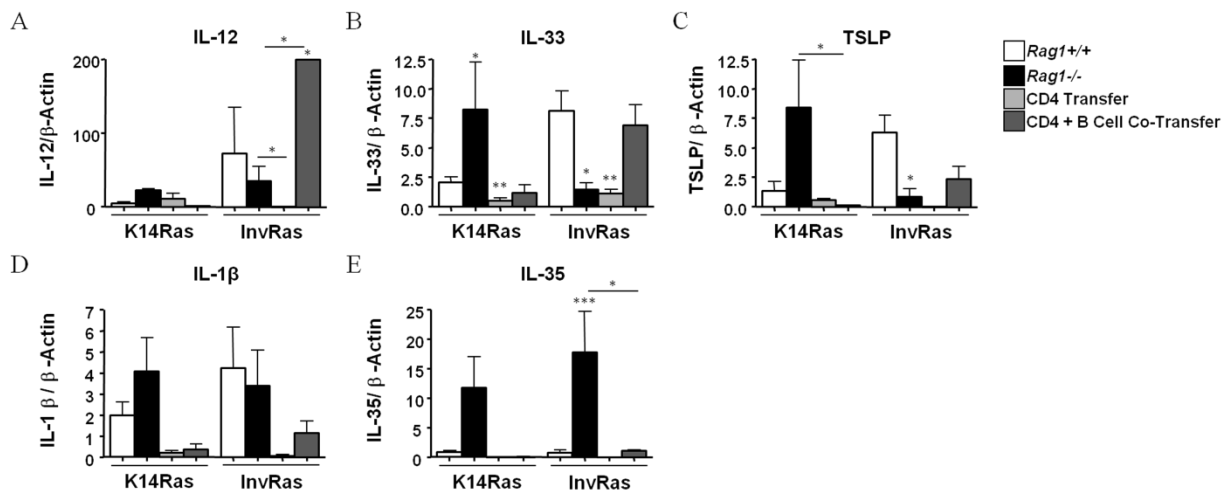 A
IL-12
IL-12/β-Actin
200
100
0
*
*
*
K14Ras
InvRas
B
IL-33
IL-33/ β -Actin
12.5
10.0
7.5
5.0
2.5
0.0
*
**
*
**
K14Ras
InvRas
C
TSLP
TSLP/ β -Actin
12.5
10.0
7.5
5.0
2.5
0.0
*
*
K14Ras
InvRas
Rag1+/+
Rag1-/-
CD4 Transfer
CD4 + B Cell Co-Transfer
D
IL-1β
IL-1 β / β -Actin
7
6
5
4
3
2
1
0
K14Ras
InvRas
E
IL-35
IL-35/ β -Actin
25
20
15
10
5
0
***
*
K14Ras
InvRas